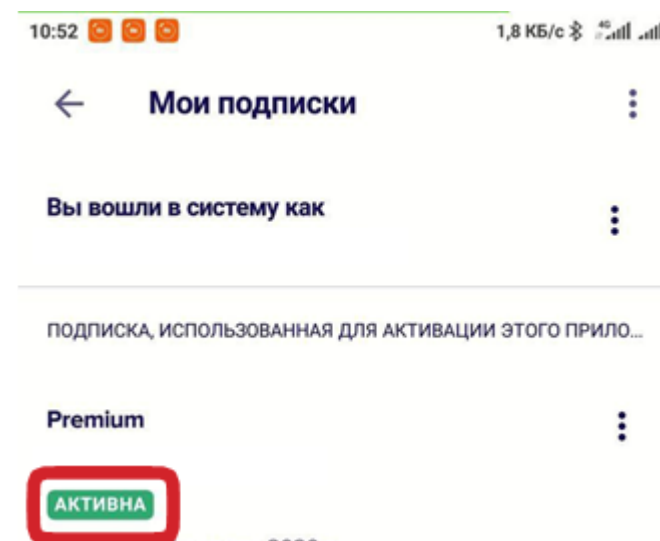 10:52 1,8 КБ/с 4G
Мои подписки
Вы вошли в систему как
ПОДПИСКА, ИСПОЛЬЗОВАННАЯ ДЛЯ АКТИВАЦИИ ЭТОГО ПРИЛО...
Premium
АКТИВНА